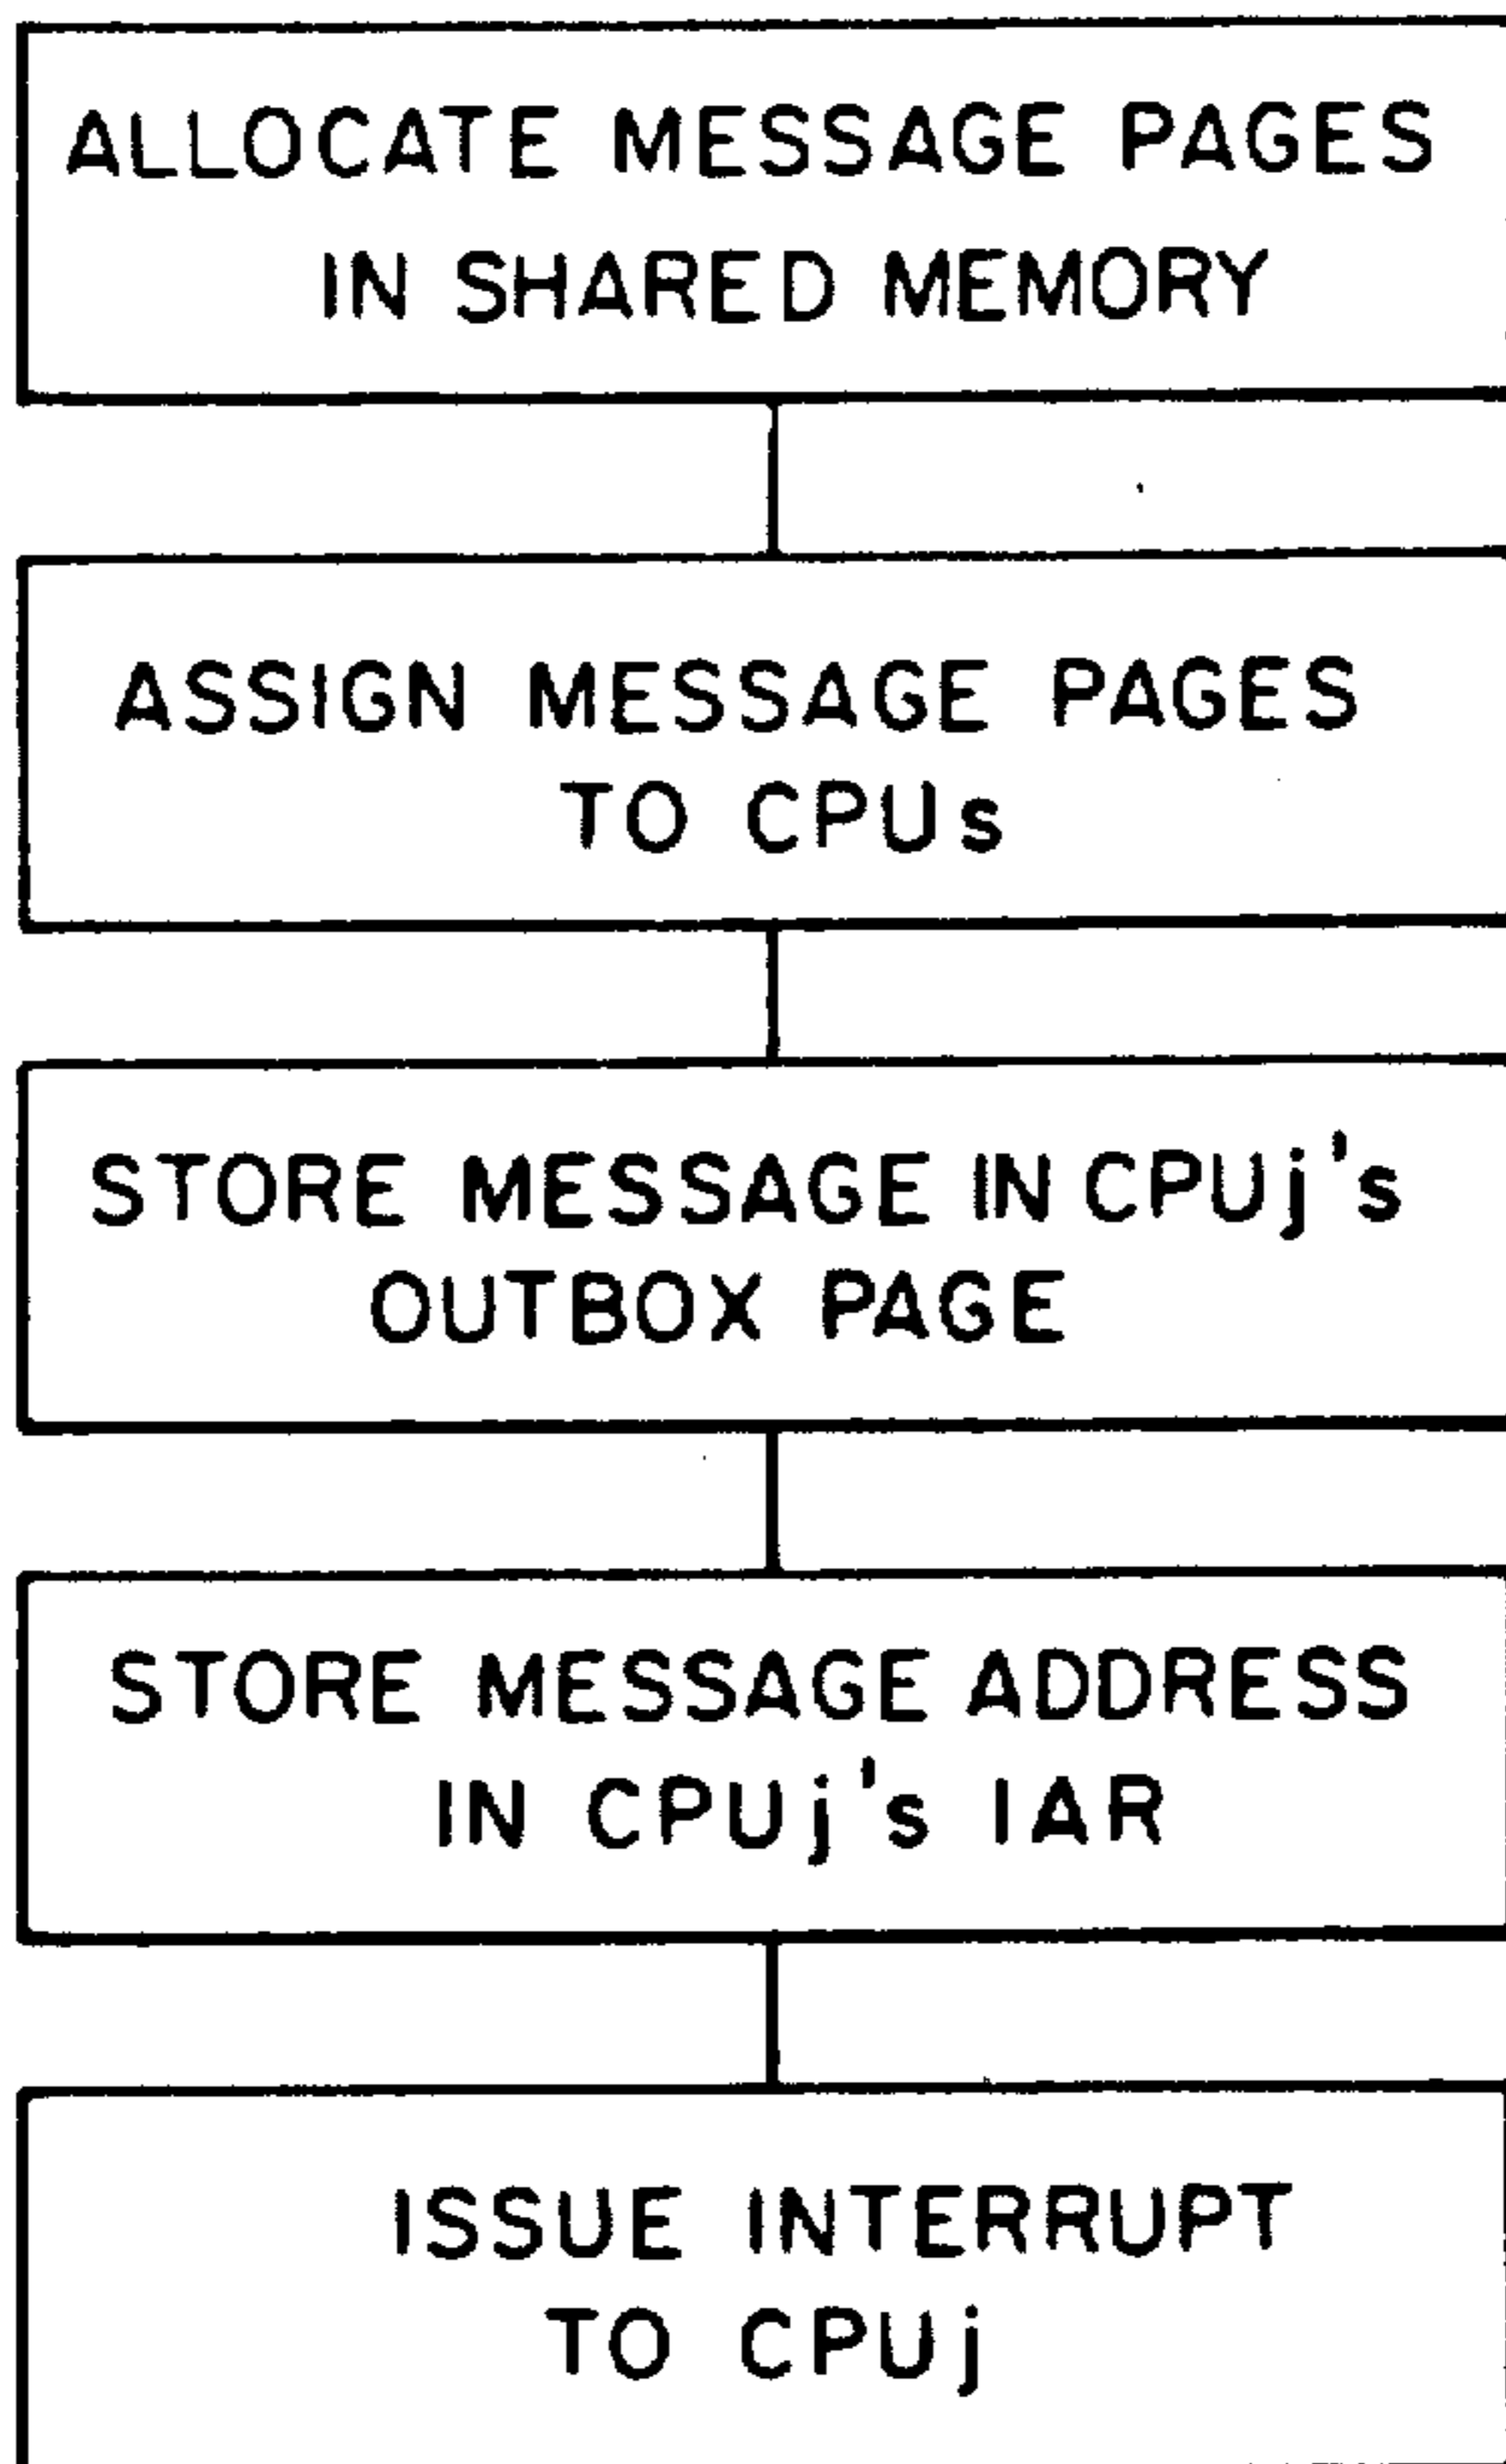 ALLOCATE MESSAGE PAGES
IN SHARED MEMORY
ASSIGN MESSAGE PAGES
TO CPUs
STORE MESSAGE IN CPUj's
OUTBOX PAGE
STORE MESSAGE ADDRESS
IN CPUj's IAR
ISSUE INTERRUPT
TO CPUj